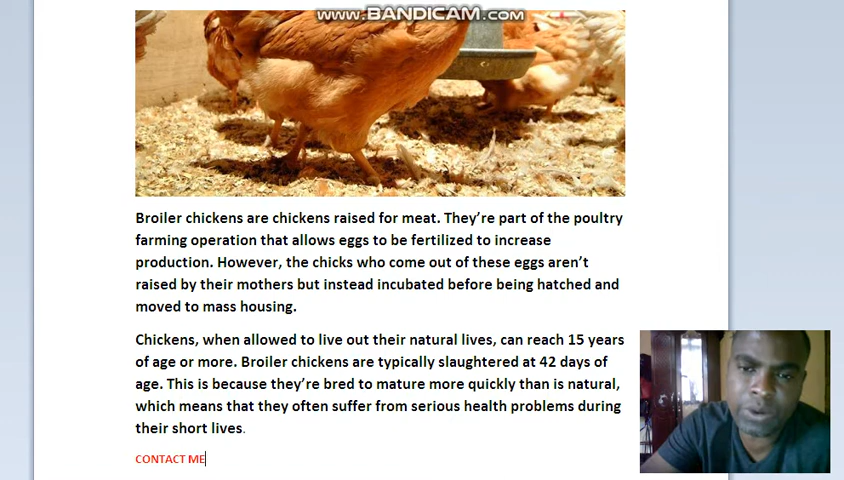 www.BANDICAM.com
Broiler chickens are chickens raised for meat. They’re part of the poultry
farming operation that allows eggs to be fertilized to increase
production. However, the chicks who come out of these eggs aren’t
raised by their mothers but instead incubated before being hatched and
moved to mass housing.
Chickens, when allowed to live out their natural lives, can reach 15 years
of age or more. Broiler chickens are typically slaughtered at 42 days of
age. This is because they’re bred to mature more quickly than is natural,
which means that they often suffer from serious health problems during
their short lives.
CONTACT ME